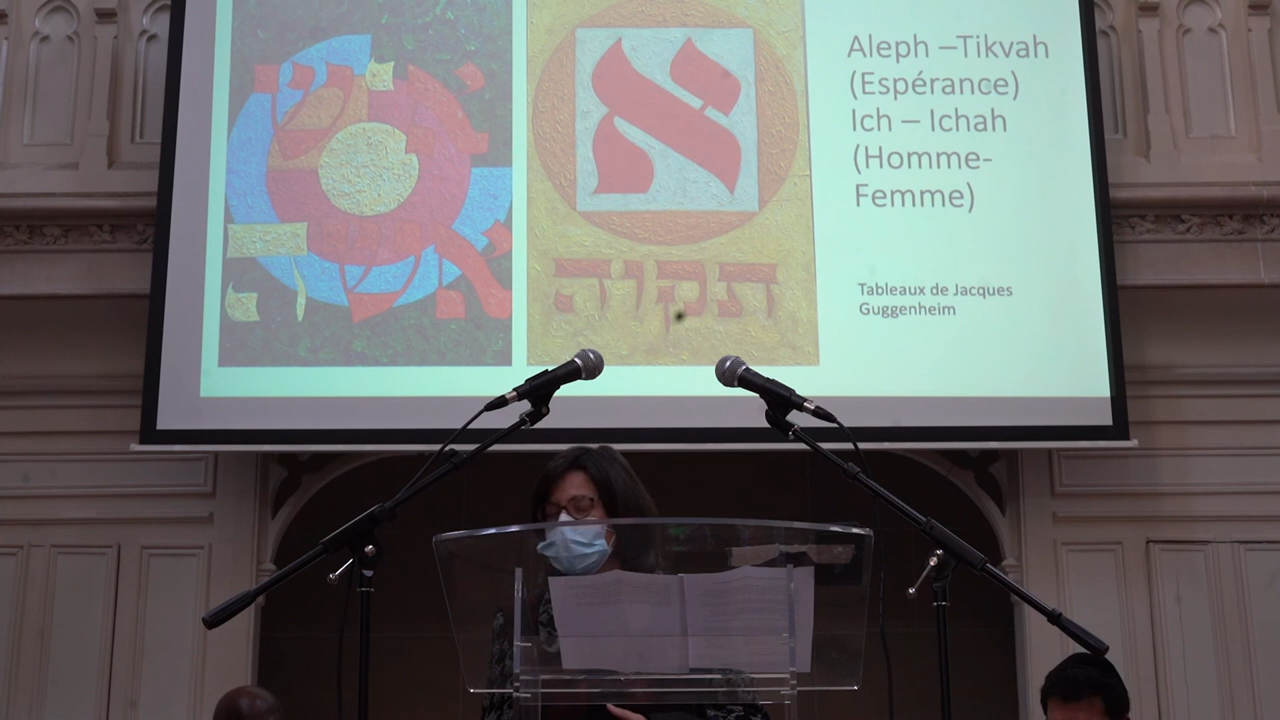 א
תקוה
Aleph –Tikvah
(Espérance)
Ich – Ichah
(Homme-
Femme)
Tableaux de Jacques
Guggenheim